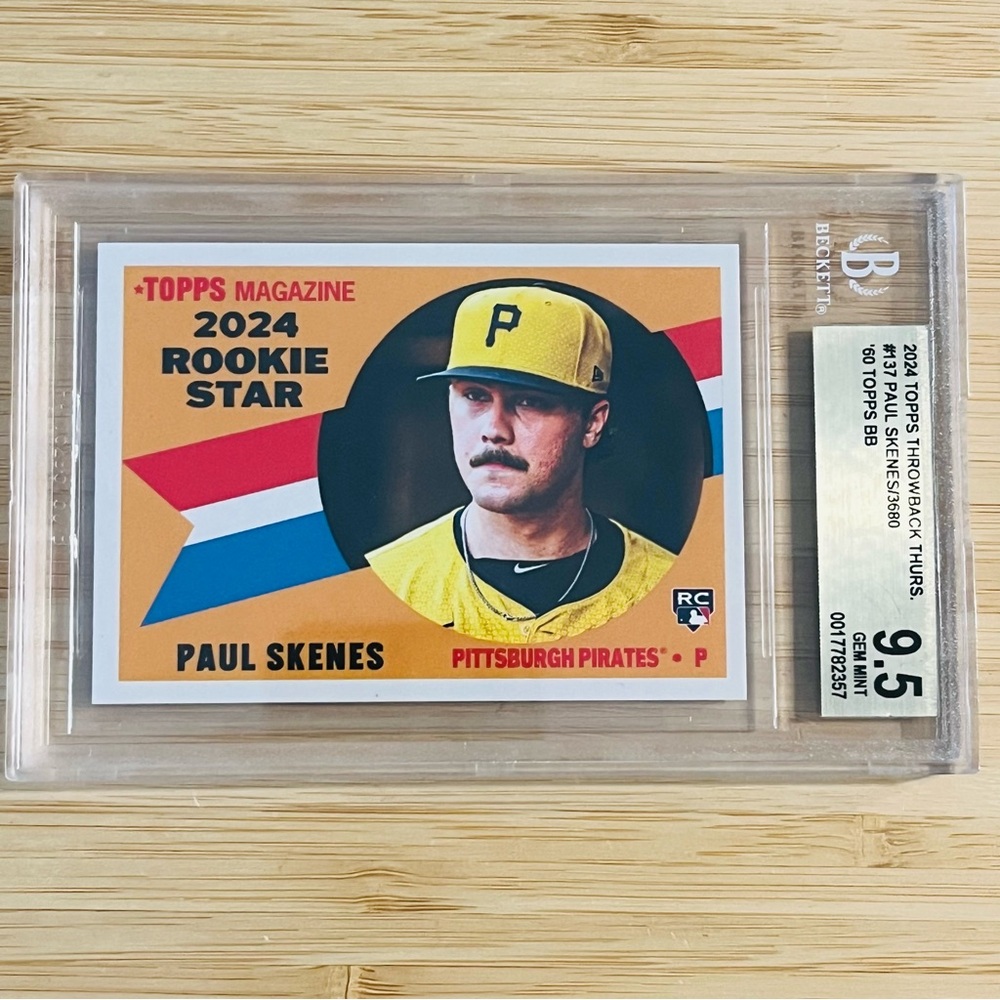 ★TOPPS MAGAZINE
2024
ROOKIE
STAR
P
RC
PAUL SKENES
PITTSBURGH PIRATES® • P
B
BECKETT®
2024 TOPPS THROWBACK THURS.
#137 PAUL SKENES/3680
'60 TOPPS BB
9.5
GEM MINT
0017782357